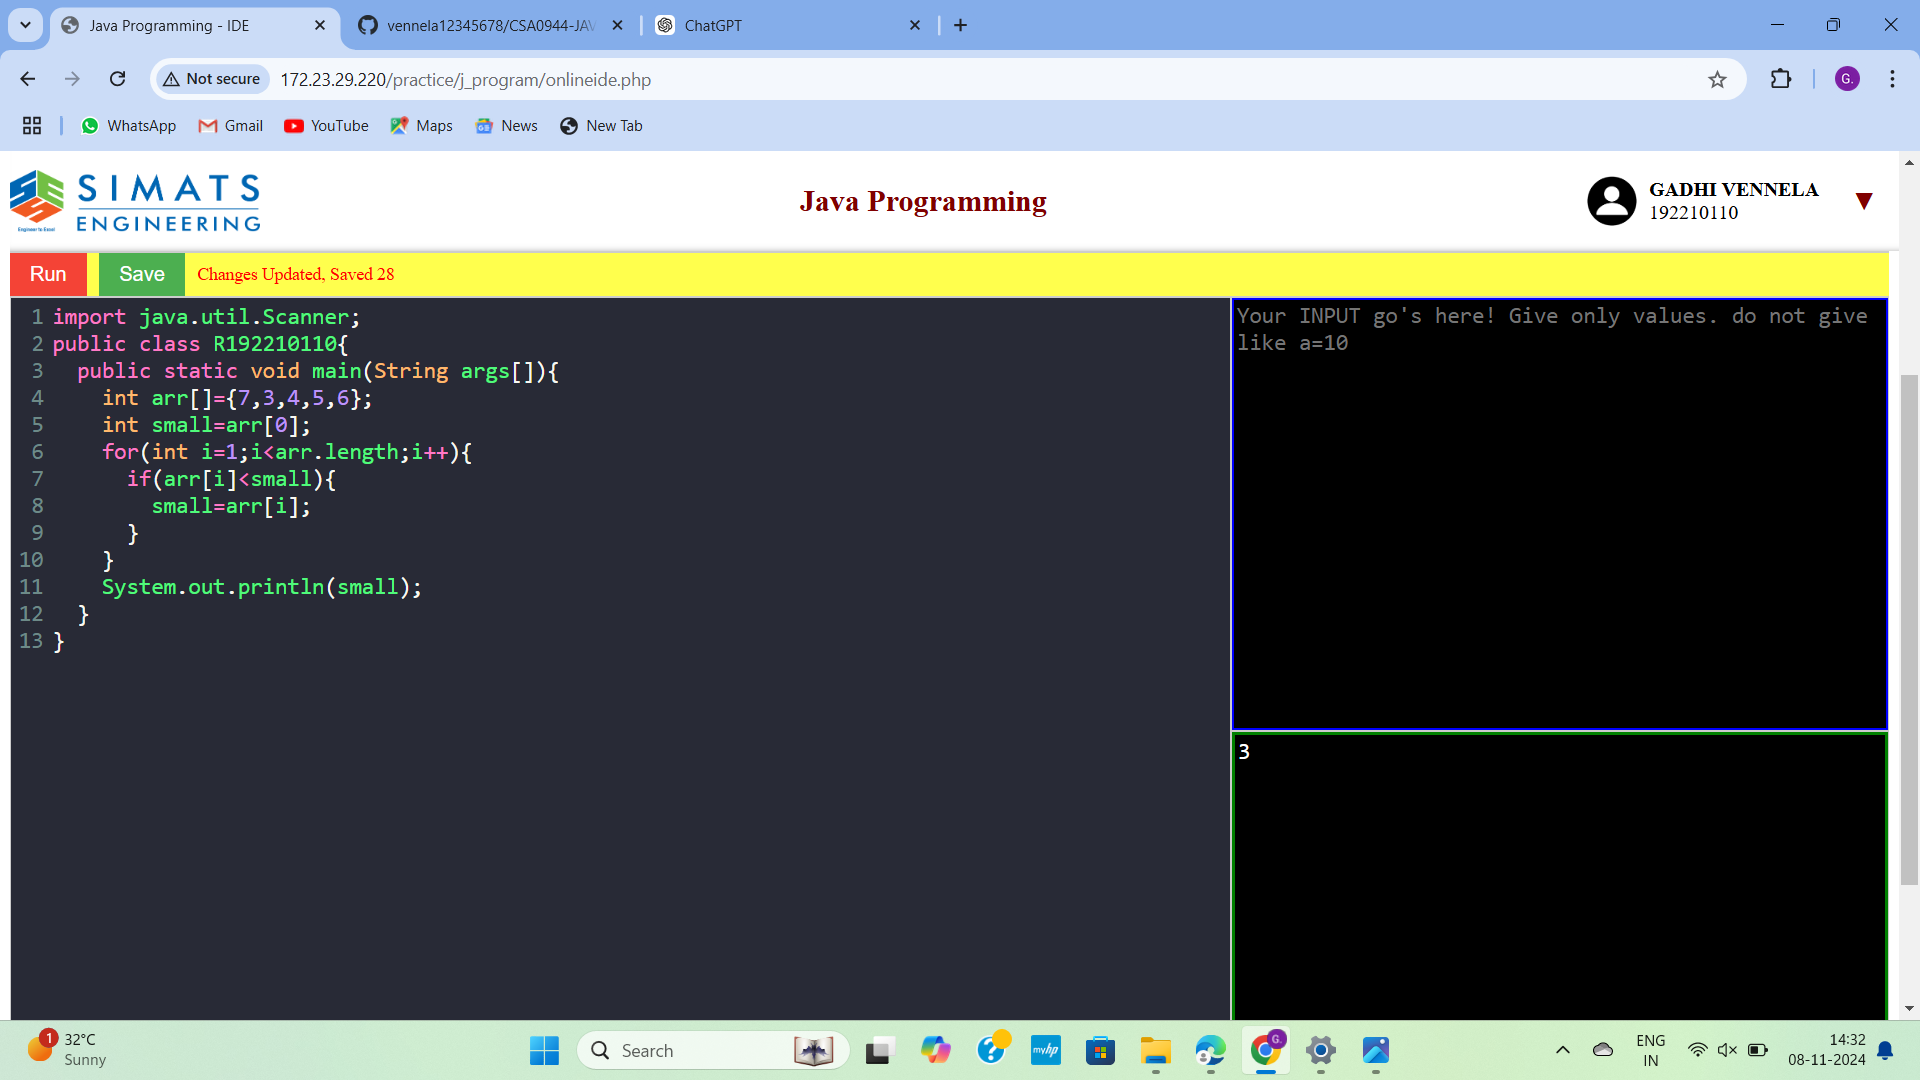 Java Programming - IDE
vennela12345678/CSA0944-JAV
ChatGPT
Not secure
172.23.29.220/practice/j_program/onlineide.php
G.
WhatsApp
Gmail
YouTube
Maps
News
New Tab
SIMATS
ENGINEERING
Engineer to Excel
Java Programming
GADHI VENNELA
192210110
Run
Save
Changes Updated, Saved 28
1 import java.util.Scanner;
2 public class R192210110{
3   public static void main(String args[]){
4     int arr[]={7,3,4,5,6};
5     int small=arr[0];
6     for(int i=1;i<arr.length;i++){
7       if(arr[i]<small){
8         small=arr[i];
9       }
10     }
11     System.out.println(small);
12   }
13 }
Your INPUT go's here! Give only values. do not give
like a=10
3
1
32°C
Sunny
Search
myhp
G.
ENG
IN
14:32
08-11-2024